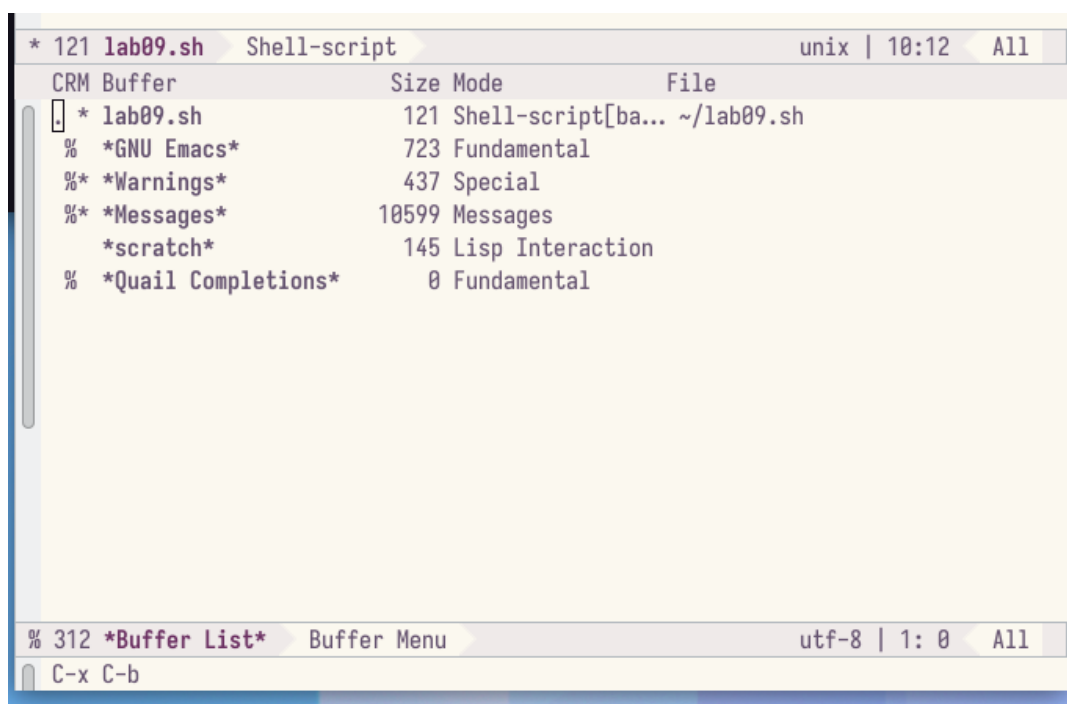 * 121 lab09.sh Shell-script unix | 10:12 All
CRM Buffer Size Mode File
. * lab09.sh 121 Shell-script[ba... ~/lab09.sh
% *GNU Emacs* 723 Fundamental
%* *Warnings* 437 Special
%* *Messages* 10599 Messages
*scratch* 145 Lisp Interaction
% *Quail Completions* 0 Fundamental
% 312 *Buffer List* Buffer Menu utf-8 | 1: 0 All
C-x C-b